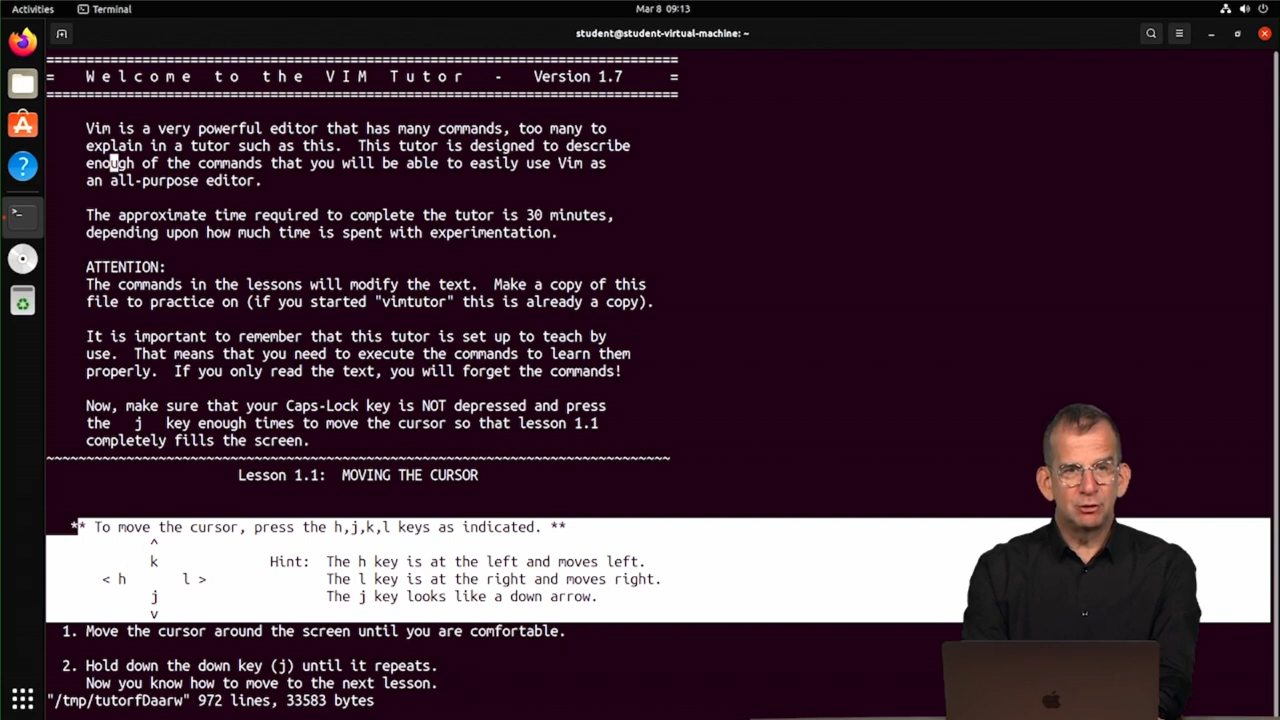 Activities
Terminal
Mar 8 09:13
student@student-virtual-machine: ~
===============================================================================
=    W e l c o m e   t o   t h e   V I M   T u t o r    -    Version 1.7      =
===============================================================================
Vim is a very powerful editor that has many commands, too many to
explain in a tutor such as this.  This tutor is designed to describe
enough of the commands that you will be able to easily use Vim as
an all-purpose editor.
The approximate time required to complete the tutor is 30 minutes,
depending upon how much time is spent with experimentation.
ATTENTION:
The commands in the lessons will modify the text.  Make a copy of this
file to practice on (if you started "vimtutor" this is already a copy).
It is important to remember that this tutor is set up to teach by
use.  That means that you need to execute the commands to learn them
properly.  If you only read the text, you will forget the commands!
Now, make sure that your Caps-Lock key is NOT depressed and press
the   j   key enough times to move the cursor so that lesson 1.1
completely fills the screen.
~~~~~~~~~~~~~~~~~~~~~~~~~~~~~~~~~~~~~~~~~~~~~~~~~~~~~~~~~~~~~~~~~~~~~~~~~~~~~~
Lesson 1.1:  MOVING THE CURSOR
** To move the cursor, press the h,j,k,l keys as indicated. **
^
k              Hint:  The h key is at the left and moves left.
< h       l >               The l key is at the right and moves right.
j                     The j key looks like a down arrow.
v
1. Move the cursor around the screen until you are comfortable.
2. Hold down the down key (j) until it repeats.
Now you know how to move to the next lesson.
"/tmp/tutorfDaarw" 972 lines, 33583 bytes